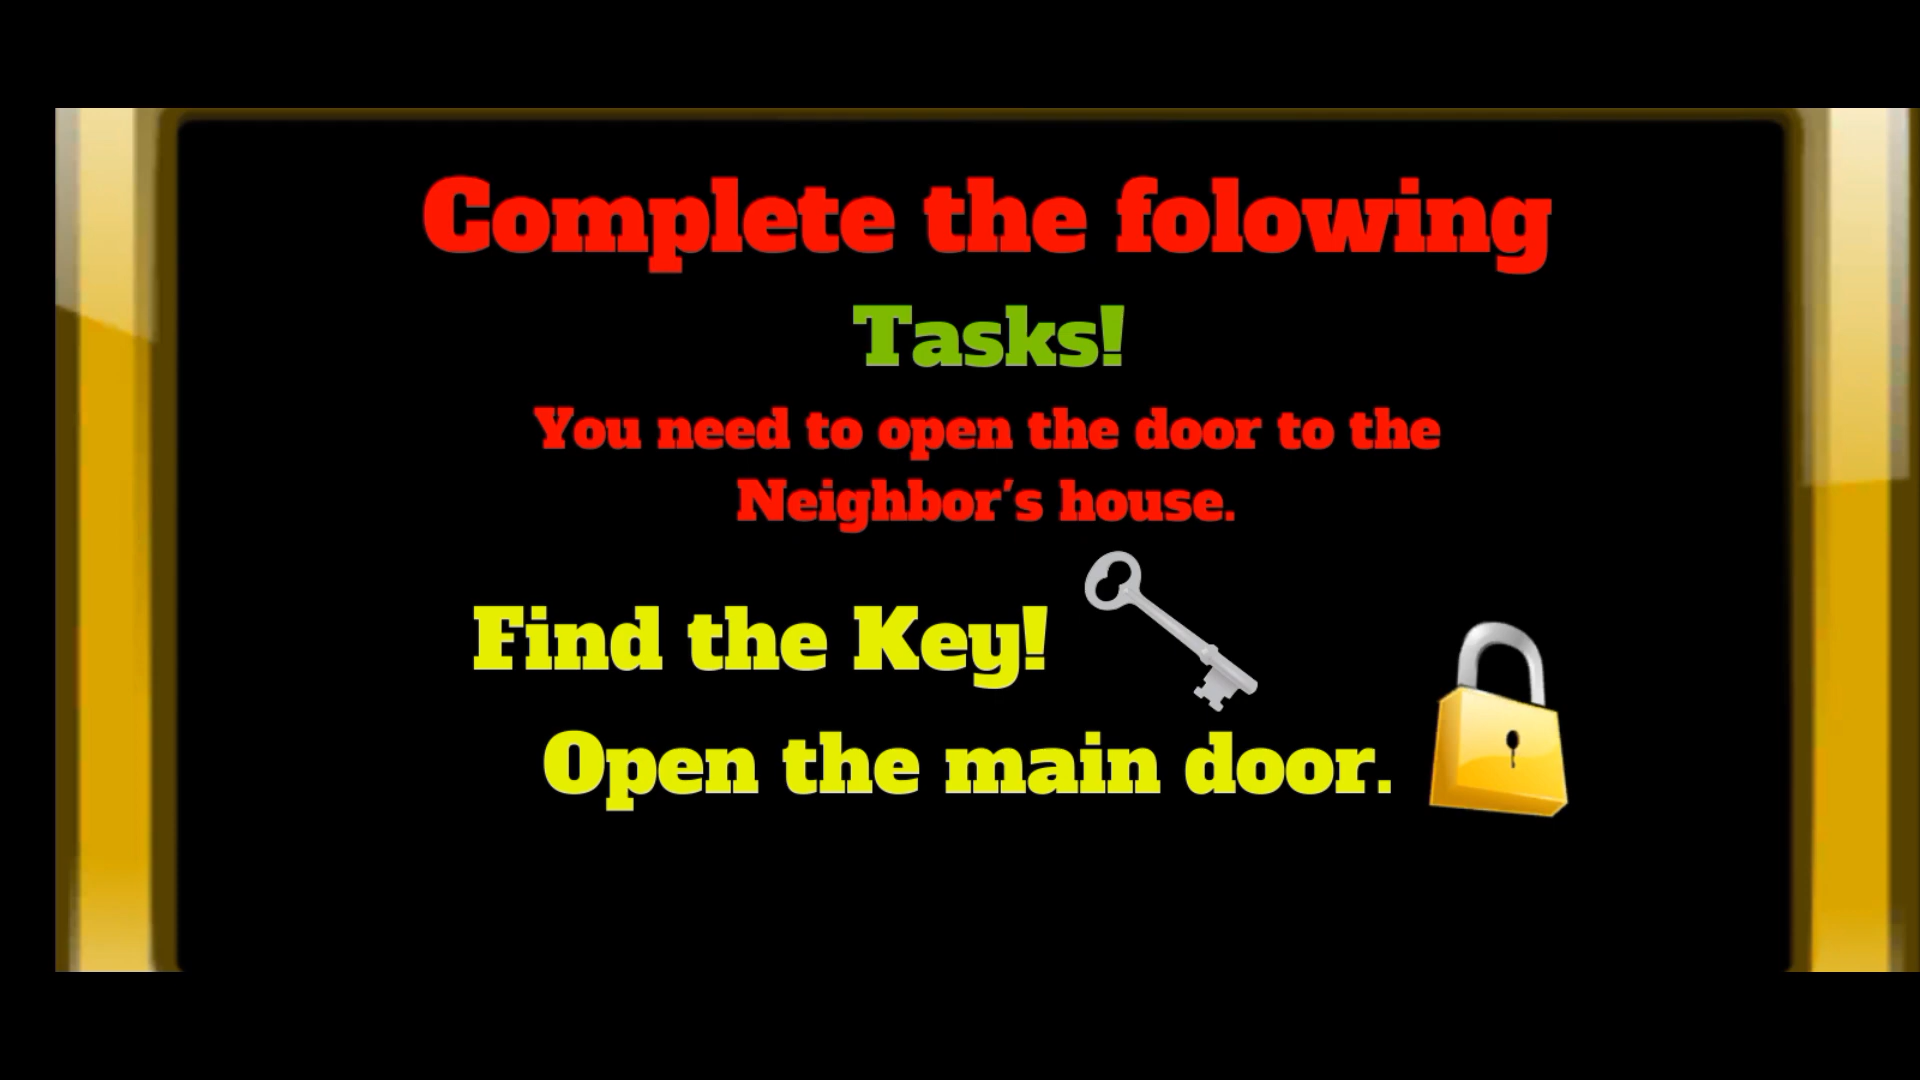 Complete the folowing
Tasks!
You need to open the door to the
Neighbor's house.
Find the Key!
Open the main door.